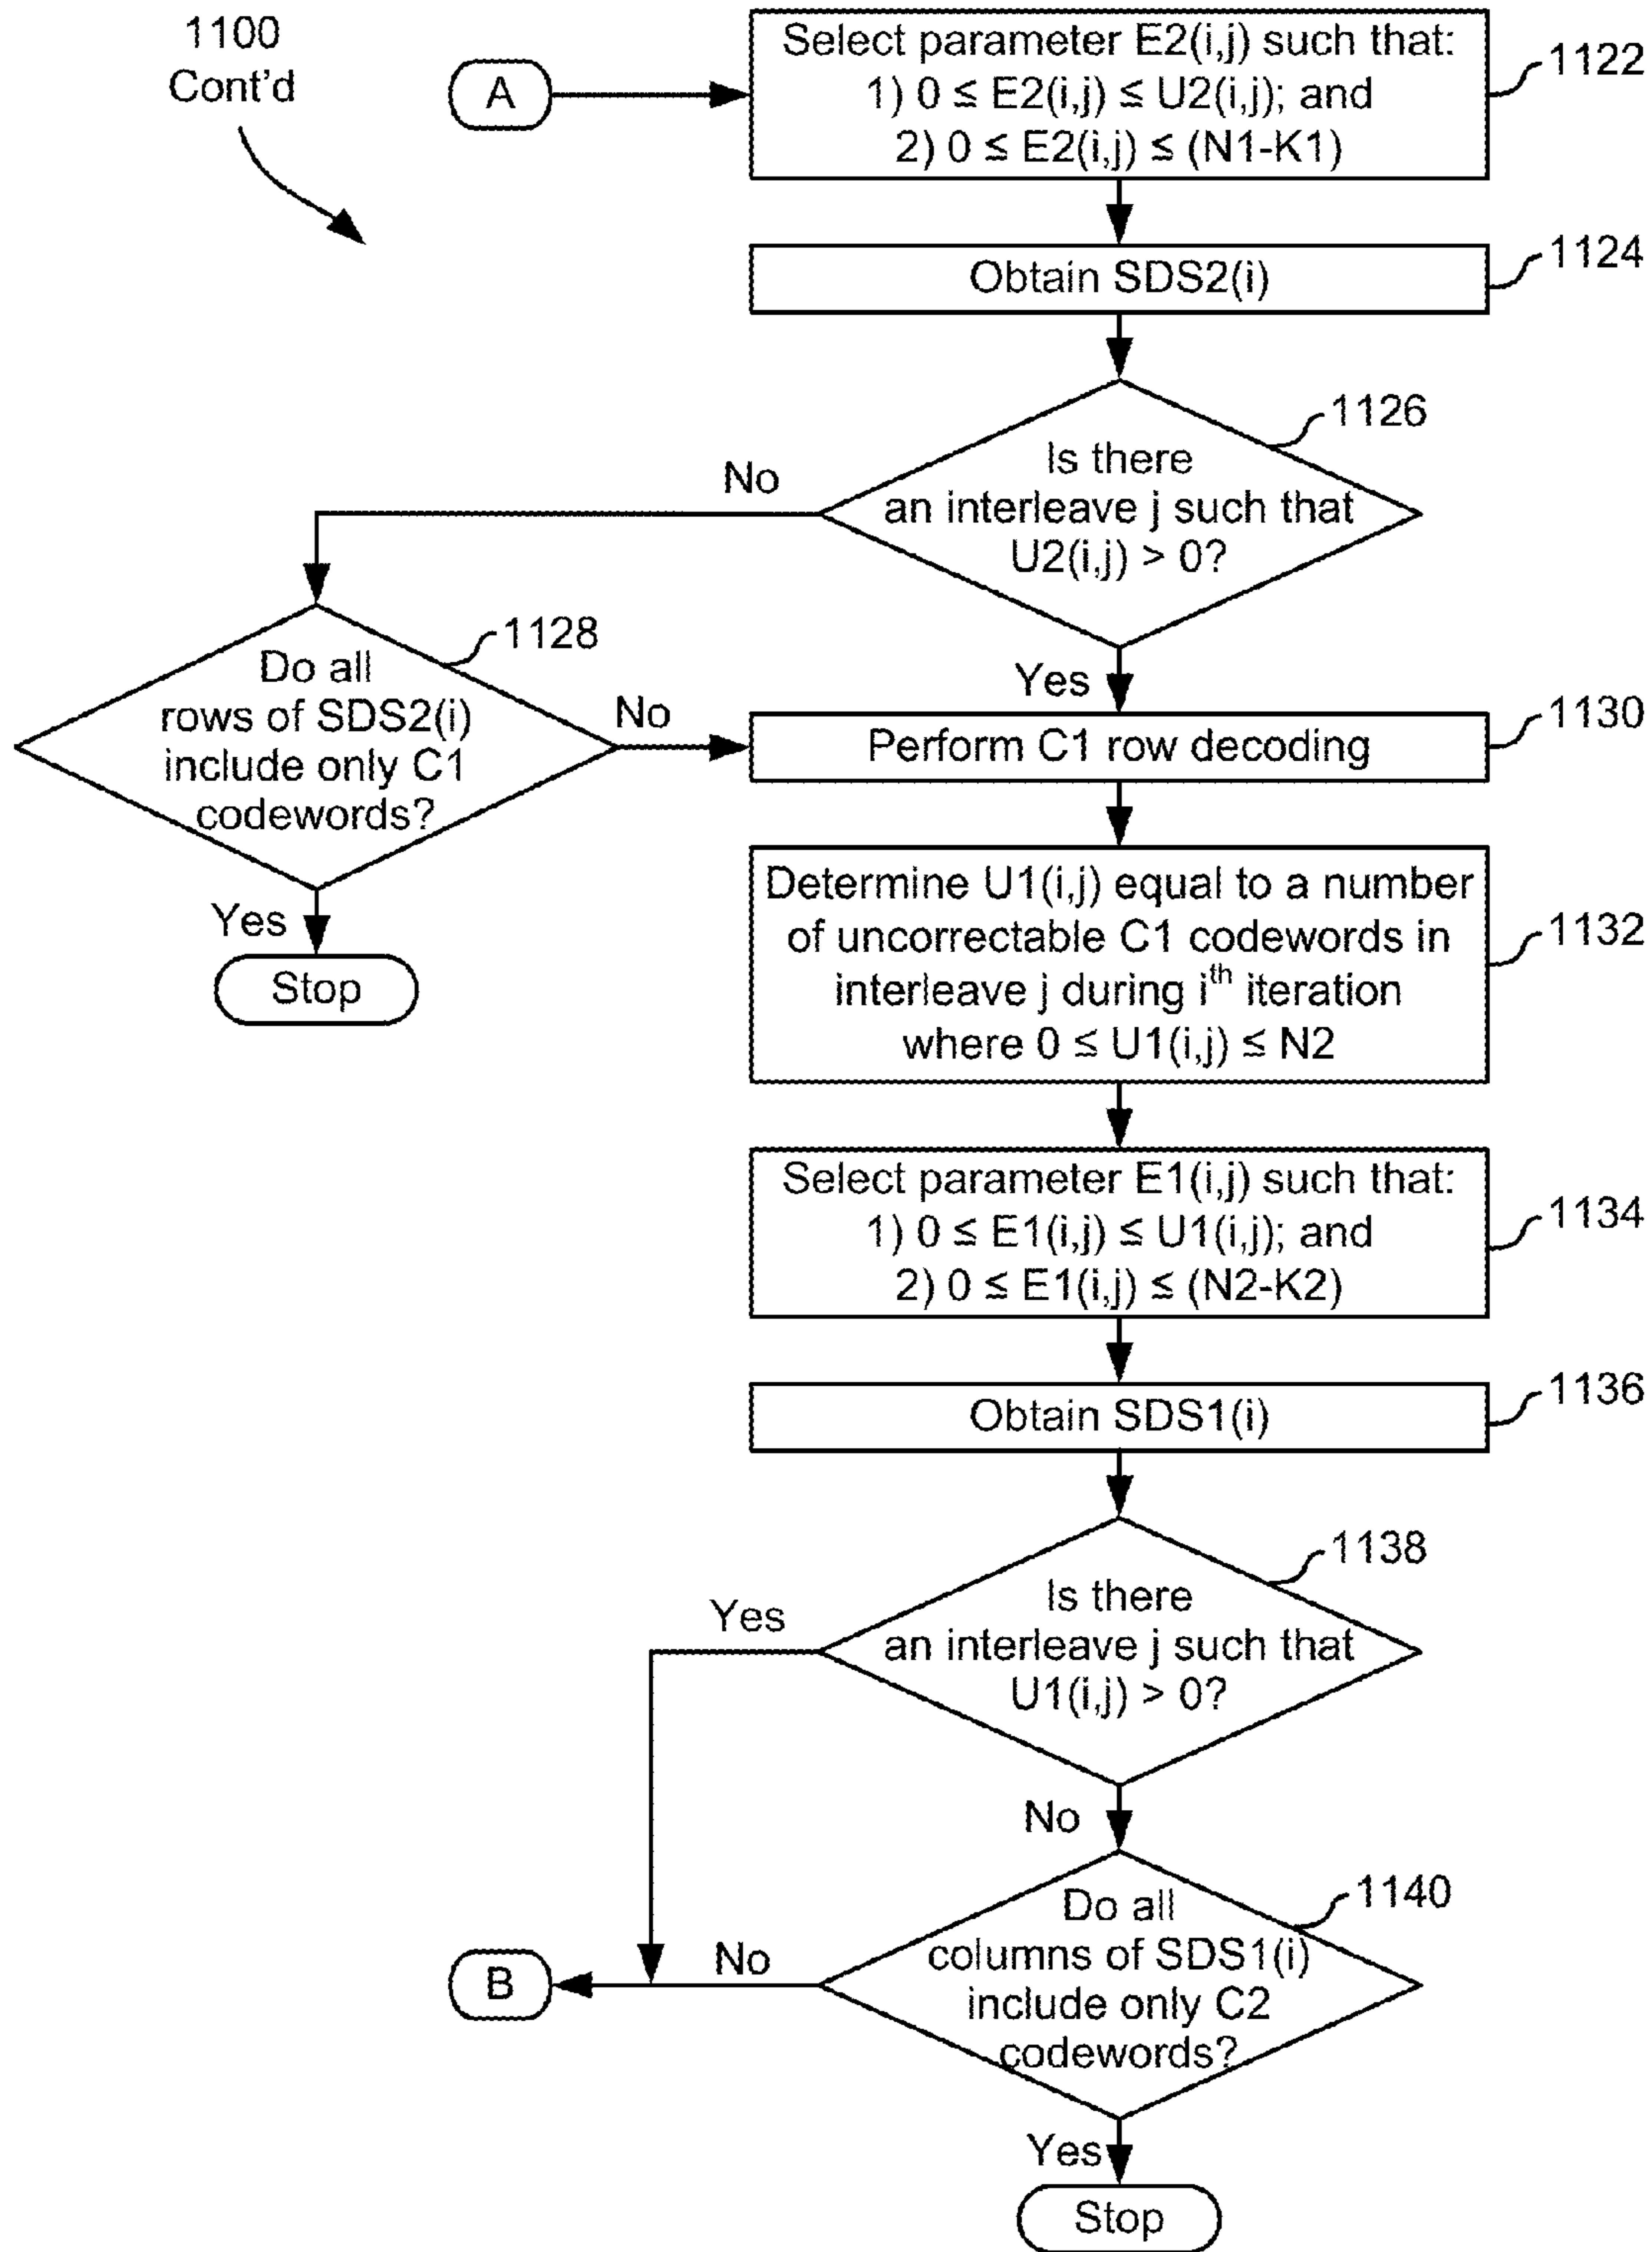 1100
Cont'd
A
Select parameter E2(i,j) such that:
1) 0 ≤ E2(i,j) ≤ U2(i,j); and
2) 0 ≤ E2(i,j) ≤ (N1-K1)
1122
Obtain SDS2(i)
1124
Is there
an interleave j such that
U2(i,j) > 0?
1126
No
Yes
Do all
rows of SDS2(i)
include only C1
codewords?
1128
No
Yes
Stop
Perform C1 row decoding
1130
Determine U1(i,j) equal to a number
of uncorrectable C1 codewords in
interleave j during ith iteration
where 0 ≤ U1(i,j) ≤ N2
1132
Select parameter E1(i,j) such that:
1) 0 ≤ E1(i,j) ≤ U1(i,j); and
2) 0 ≤ E1(i,j) ≤ (N2-K2)
1134
Obtain SDS1(i)
1136
Is there
an interleave j such that
U1(i,j) > 0?
1138
Yes
No
Do all
columns of SDS1(i)
include only C2
codewords?
1140
No
B
Yes
Stop